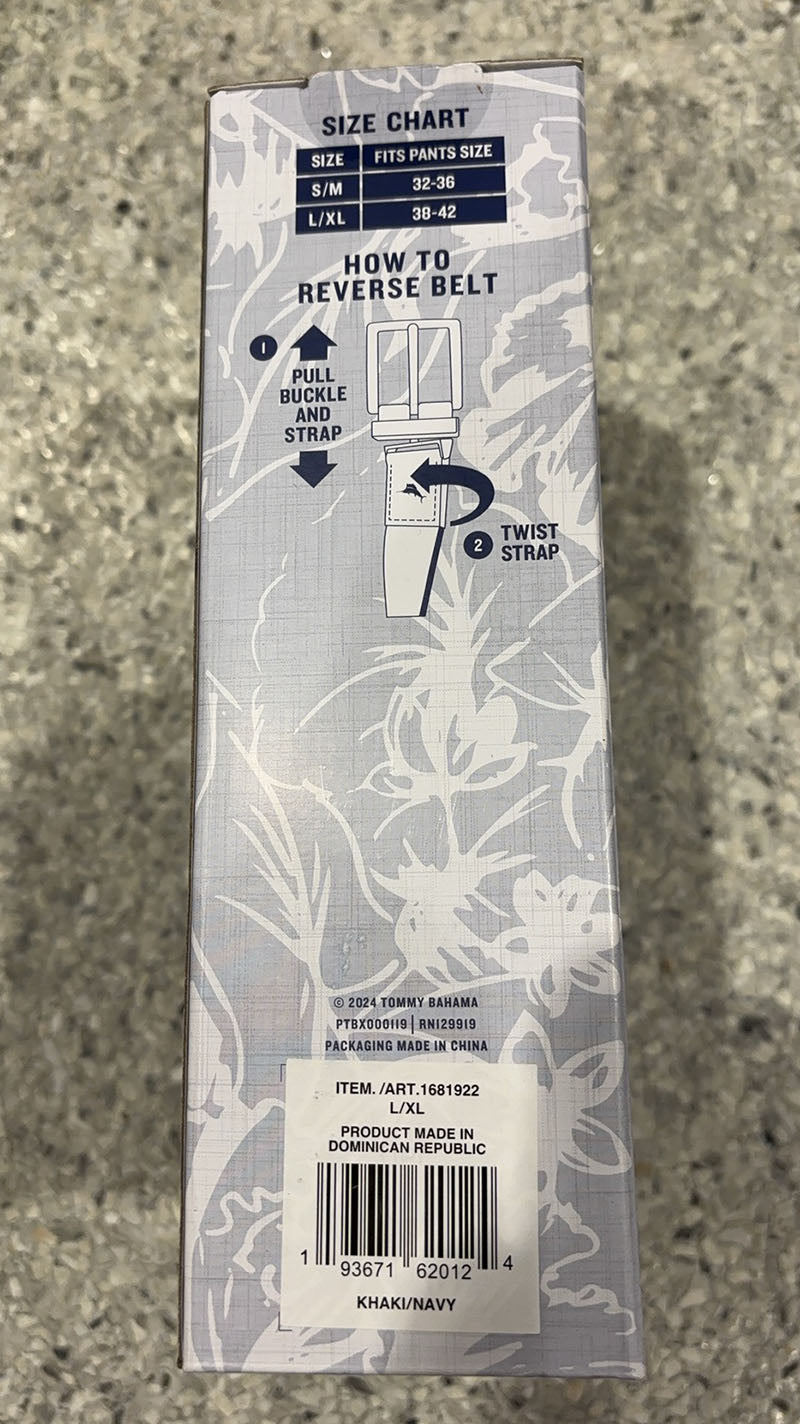 SIZE CHART
SIZE FITS PANTS SIZE
S/M 32-36
L/XL 38-42
HOW TO
REVERSE BELT
1
PULL
BUCKLE
AND
STRAP
2 TWIST
STRAP
© 2024 TOMMY BAHAMA
PTBX000119 | RN129919
PACKAGING MADE IN CHINA
ITEM. /ART.1681922
L/XL
PRODUCT MADE IN
DOMINICAN REPUBLIC
1 93671 62012 4
KHAKI/NAVY